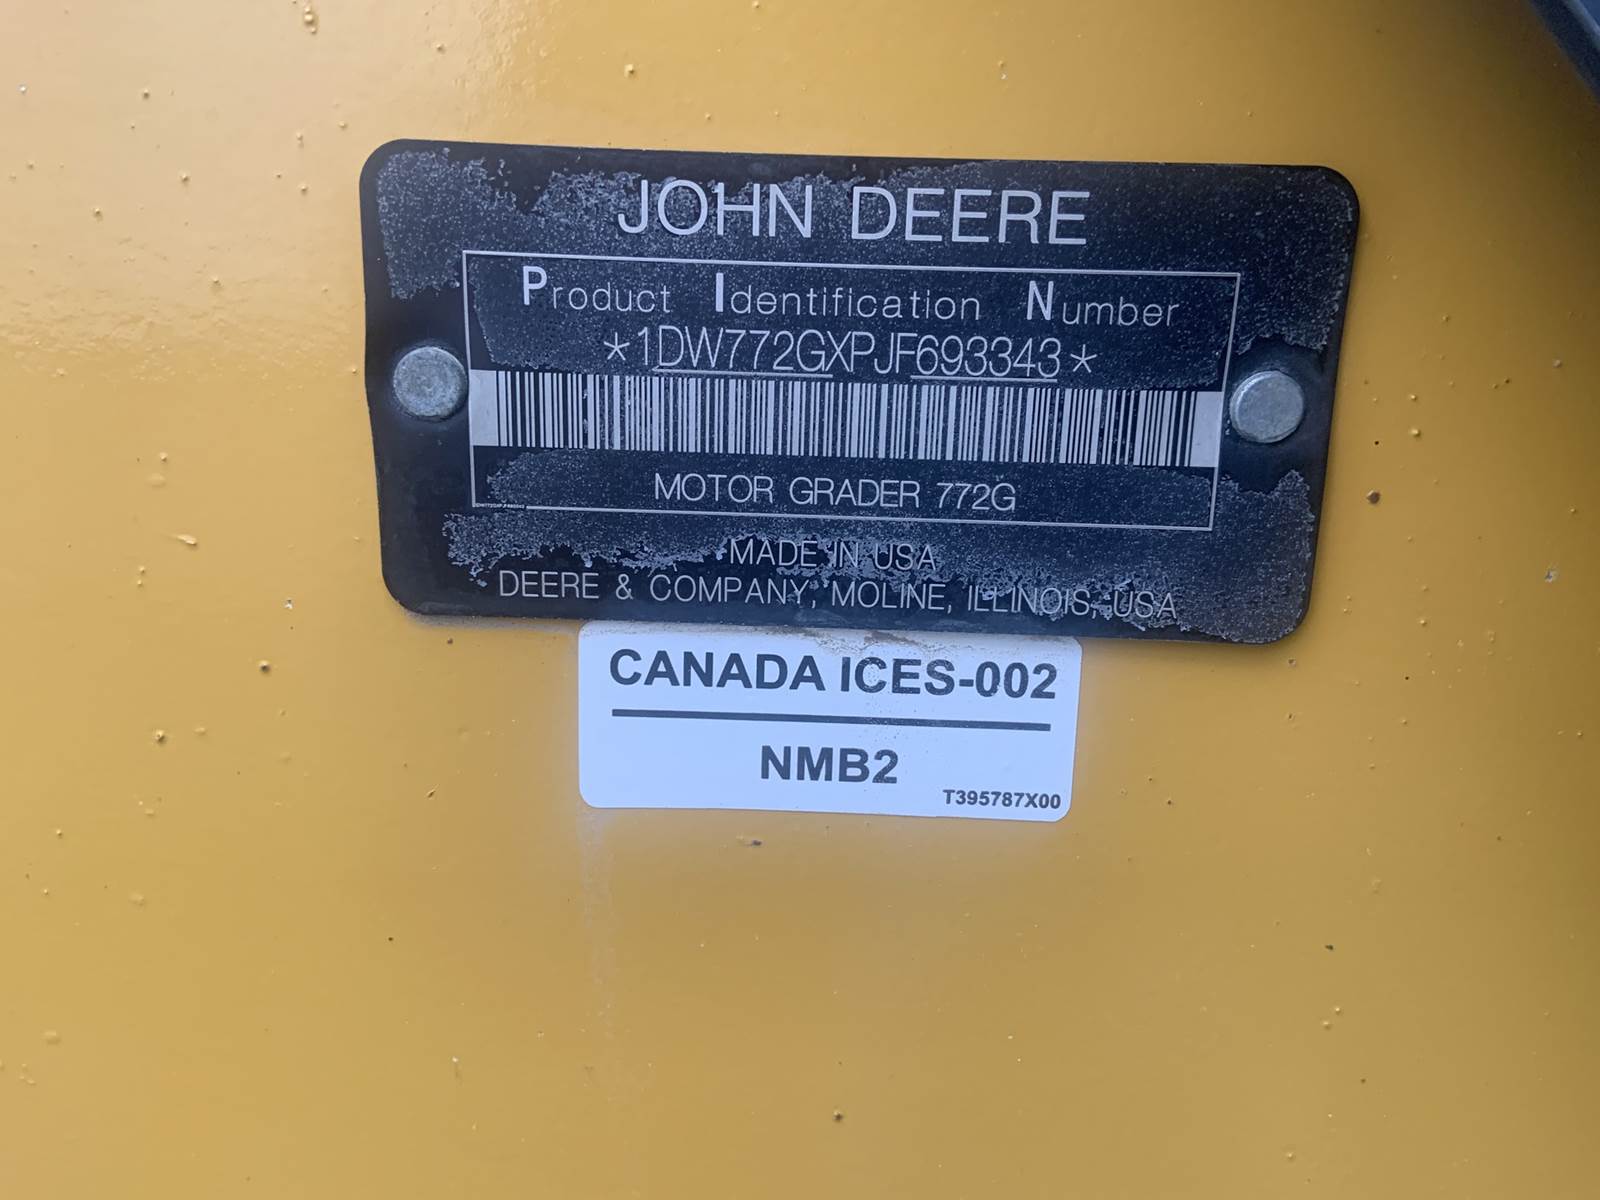 JOHN DEERE
Product Identification Number
*1DW772GXPJF693343*
MOTOR GRADER 772G
MADE IN USA
DEERE & COMPANY, MOLINE, ILLINOIS, USA
CANADA ICES-002
NMB2
T395787X00